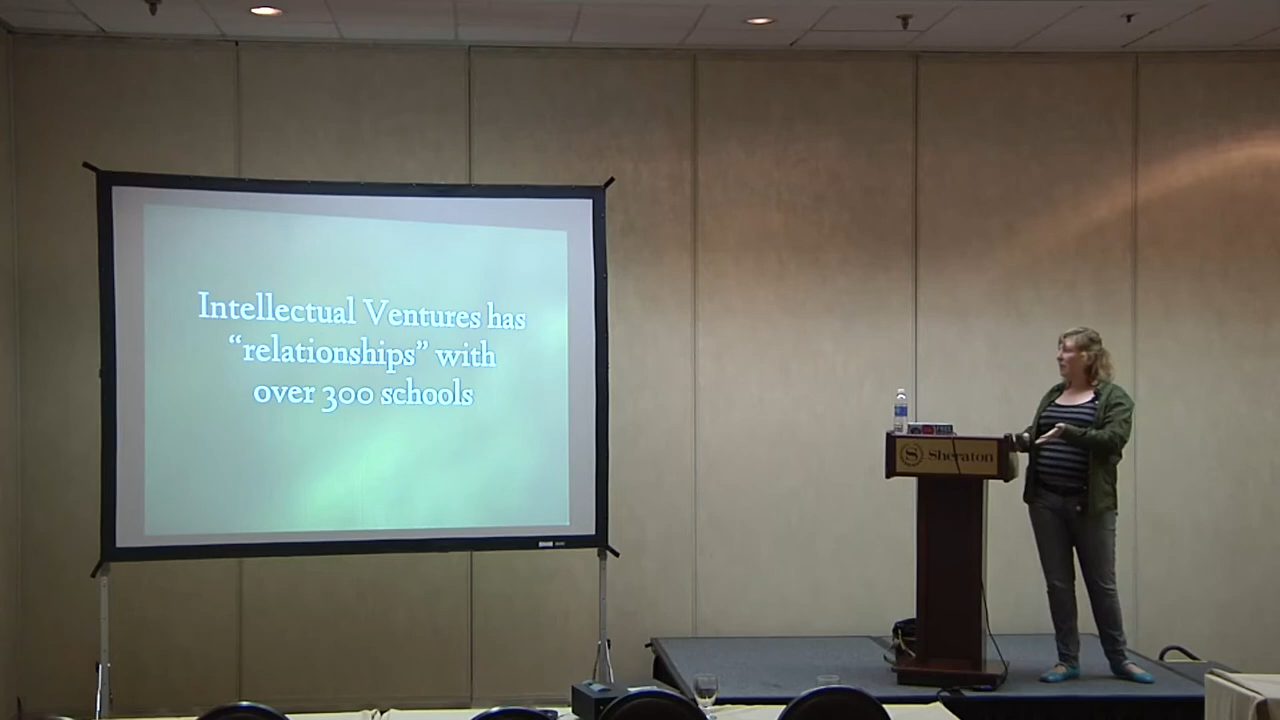 Intellectual Ventures has
“relationships” with
over 300 schools
Sheraton